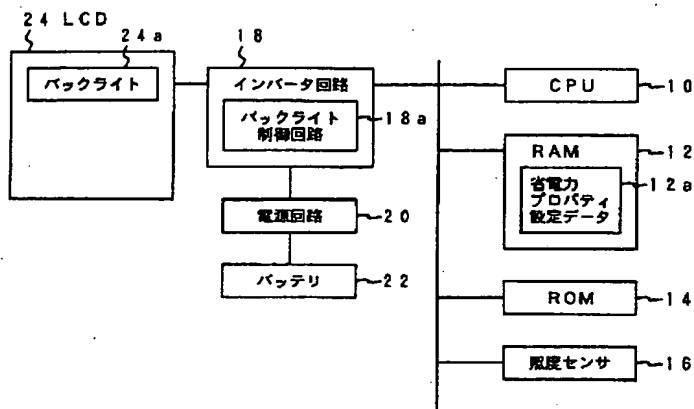 24 LCD
24a
バックライト
18
インバータ回路
バックライト
制御回路
18a
電源回路
20
バッテリ
22
CPU
10
RAM
12
省電力
プロパティ
設定データ
12a
ROM
14
照度センサ
16